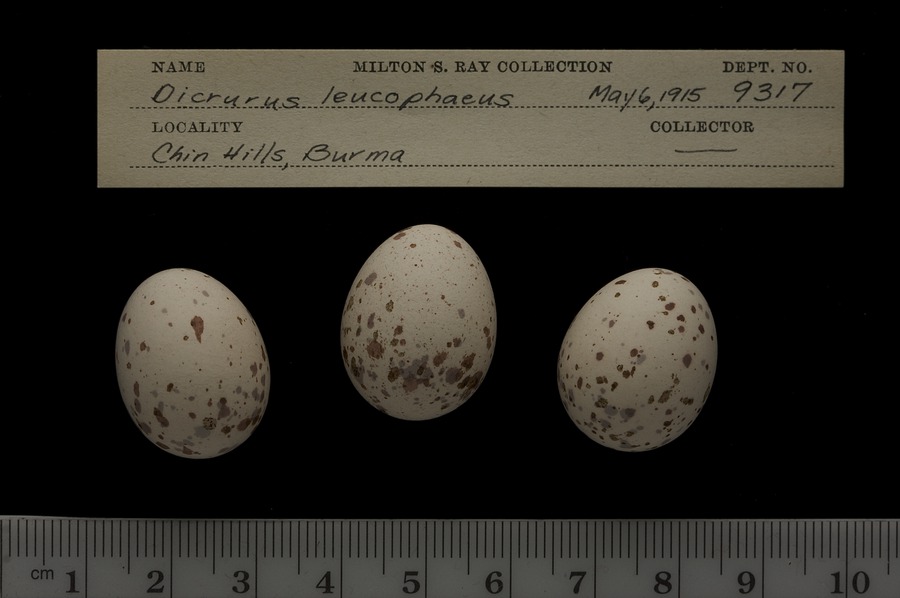 NAME MILTON S. RAY COLLECTION DEPT. NO.
Dicrurus leucophaeus May 6, 1915 9317
LOCALITY COLLECTOR
Chin Hills, Burma
cm 1 2 3 4 5 6 7 8 9 10